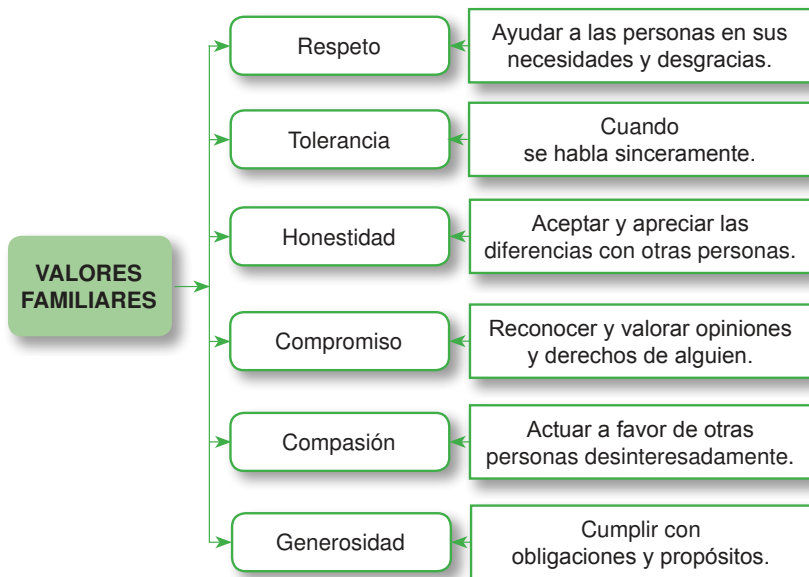 Respeto
Ayudar a las personas en sus
necesidades y desgracias.
Tolerancia
Cuando
se habla sinceramente.
Honestidad
Aceptar y apreciar las
diferencias con otras personas.
VALORES
FAMILIARES
Compromiso
Reconocer y valorar opiniones
y derechos de alguien.
Compasión
Actuar a favor de otras
personas desinteresadamente.
Generosidad
Cumplir con
obligaciones y propósitos.